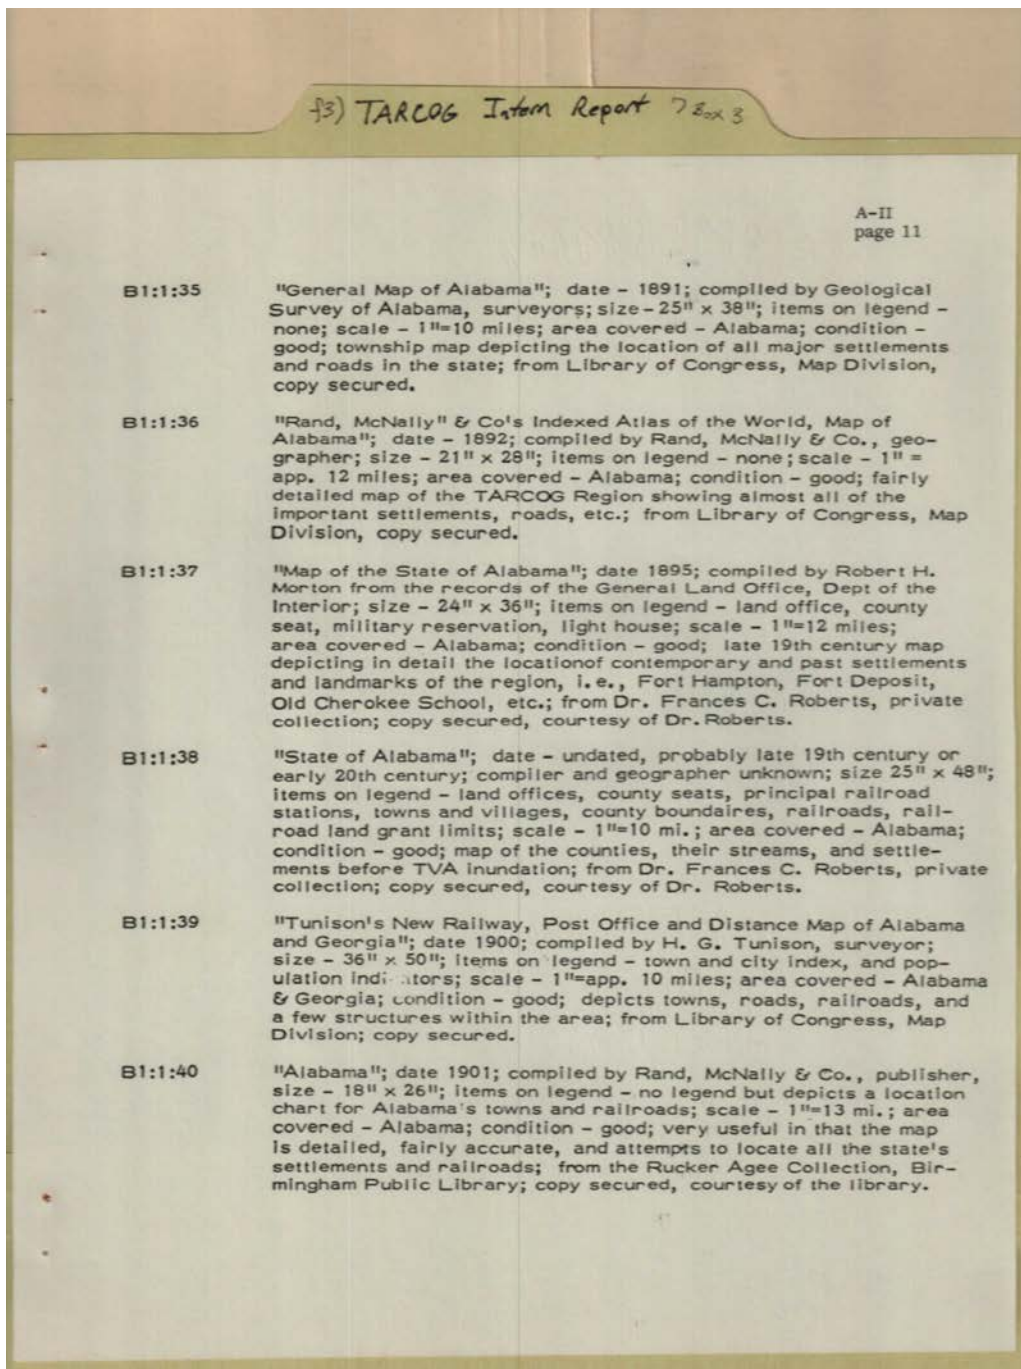 f3) TARCOG Intern Report 7 Box 3
A-II
page 11
B1:1:35 "General Map of Alabama"; date - 1891; compiled by Geological
Survey of Alabama, surveyors; size - 25" x 38"; items on legend -
none; scale - 1"=10 miles; area covered - Alabama; condition -
good; township map depicting the location of all major settlements
and roads in the state; from Library of Congress, Map Division,
copy secured.
B1:1:36 "Rand, McNally" & Co's Indexed Atlas of the World, Map of
Alabama"; date - 1892; compiled by Rand, McNally & Co., geo-
grapher; size - 21" x 28"; items on legend - none; scale - 1" =
app. 12 miles; area covered - Alabama; condition - good; fairly
detailed map of the TARCOG Region showing almost all of the
important settlements, roads, etc.; from Library of Congress, Map
Division, copy secured.
B1:1:37 "Map of the State of Alabama"; date 1895; compiled by Robert H.
Morton from the records of the General Land Office, Dept of the
Interior; size - 24" x 36"; items on legend - land office, county
seat, military reservation, light house; scale - 1"=12 miles;
area covered - Alabama; condition - good; late 19th century map
depicting in detail the locationof contemporary and past settlements
and landmarks of the region, i.e., Fort Hampton, Fort Deposit,
Old Cherokee School, etc.; from Dr. Frances C. Roberts, private
collection; copy secured, courtesy of Dr. Roberts.
B1:1:38 "State of Alabama"; date - undated, probably late 19th century or
early 20th century; compiler and geographer unknown; size 25" x 48";
items on legend - land offices, county seats, principal railroad
stations, towns and villages, county boundaires, railroads, rail-
road land grant limits; scale - 1"=10 mi.; area covered - Alabama;
condition - good; map of the counties, their streams, and settle-
ments before TVA inundation; from Dr. Frances C. Roberts, private
collection; copy secured, courtesy of Dr. Roberts.
B1:1:39 "Tunison's New Railway, Post Office and Distance Map of Alabama
and Georgia"; date 1900; compiled by H. G. Tunison, surveyor;
size - 36" x 50"; items on legend - town and city index, and pop-
ulation scale - 1"=app. 10 miles; area covered - Alabama
& Georgia; condition - good; depicts towns, roads, railroads, and
a few structures within the area; from Library of Congress, Map
Division; copy secured.
B1:1:40 "Alabama"; date 1901; compiled by Rand, McNally & Co., publisher,
size - 18" x 26"; items on legend - no legend but depicts a location
chart for Alabama's towns and railroads; scale - 1"=13 mi.; area
covered - Alabama; condition - good; very useful in that the map
is detailed, fairly accurate, and attempts to locate all the state's
settlements and railroads; from the Rucker Agee Collection, Bir-
mingham Public Library; copy secured, courtesy of the library.